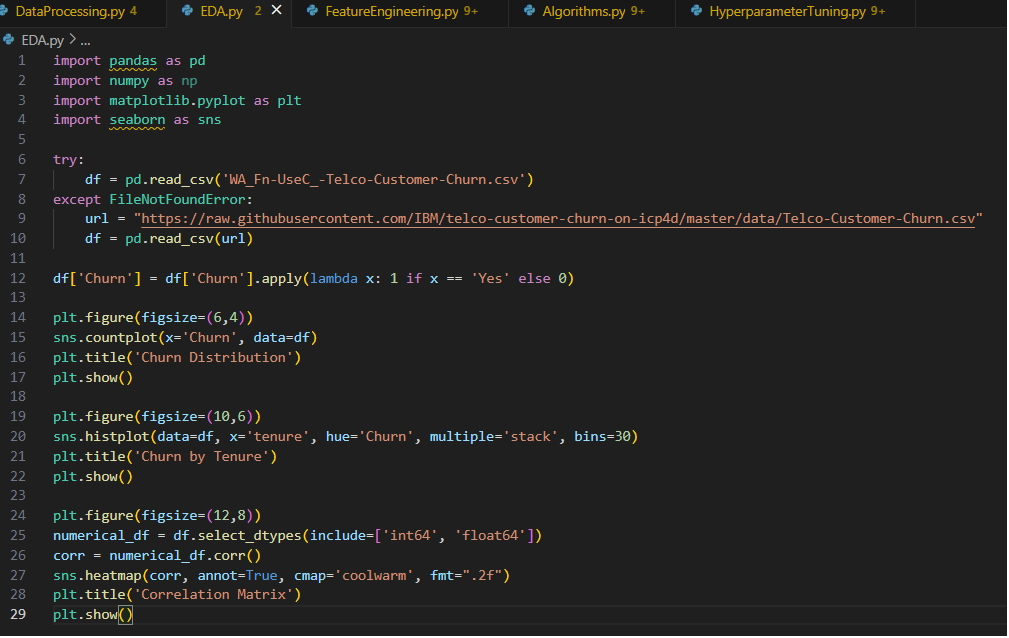 DataProcessing.py 4 EDA.py 2 FeatureEngineering.py 9+ Algorithms.py 9+ HyperparameterTuning.py 9+
EDA.py > ...
1 import pandas as pd
2 import numpy as np
3 import matplotlib.pyplot as plt
4 import seaborn as sns
5
6 try:
7     df = pd.read_csv('WA_Fn-UseC_-Telco-Customer-Churn.csv')
8 except FileNotFoundError:
9     url = "https://raw.githubusercontent.com/IBM/telco-customer-churn-on-icp4d/master/data/Telco-Customer-Churn.csv"
10     df = pd.read_csv(url)
11
12 df['Churn'] = df['Churn'].apply(lambda x: 1 if x == 'Yes' else 0)
13
14 plt.figure(figsize=(6,4))
15 sns.countplot(x='Churn', data=df)
16 plt.title('Churn Distribution')
17 plt.show()
18
19 plt.figure(figsize=(10,6))
20 sns.histplot(data=df, x='tenure', hue='Churn', multiple='stack', bins=30)
21 plt.title('Churn by Tenure')
22 plt.show()
23
24 plt.figure(figsize=(12,8))
25 numerical_df = df.select_dtypes(include=['int64', 'float64'])
26 corr = numerical_df.corr()
27 sns.heatmap(corr, annot=True, cmap='coolwarm', fmt=".2f")
28 plt.title('Correlation Matrix')
29 plt.show()